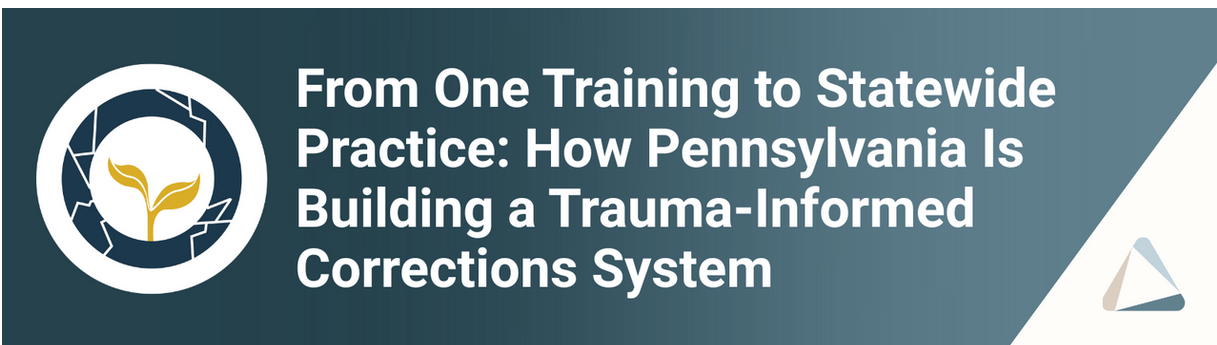 From One Training to Statewide
Practice: How Pennsylvania Is
Building a Trauma-Informed
Corrections System